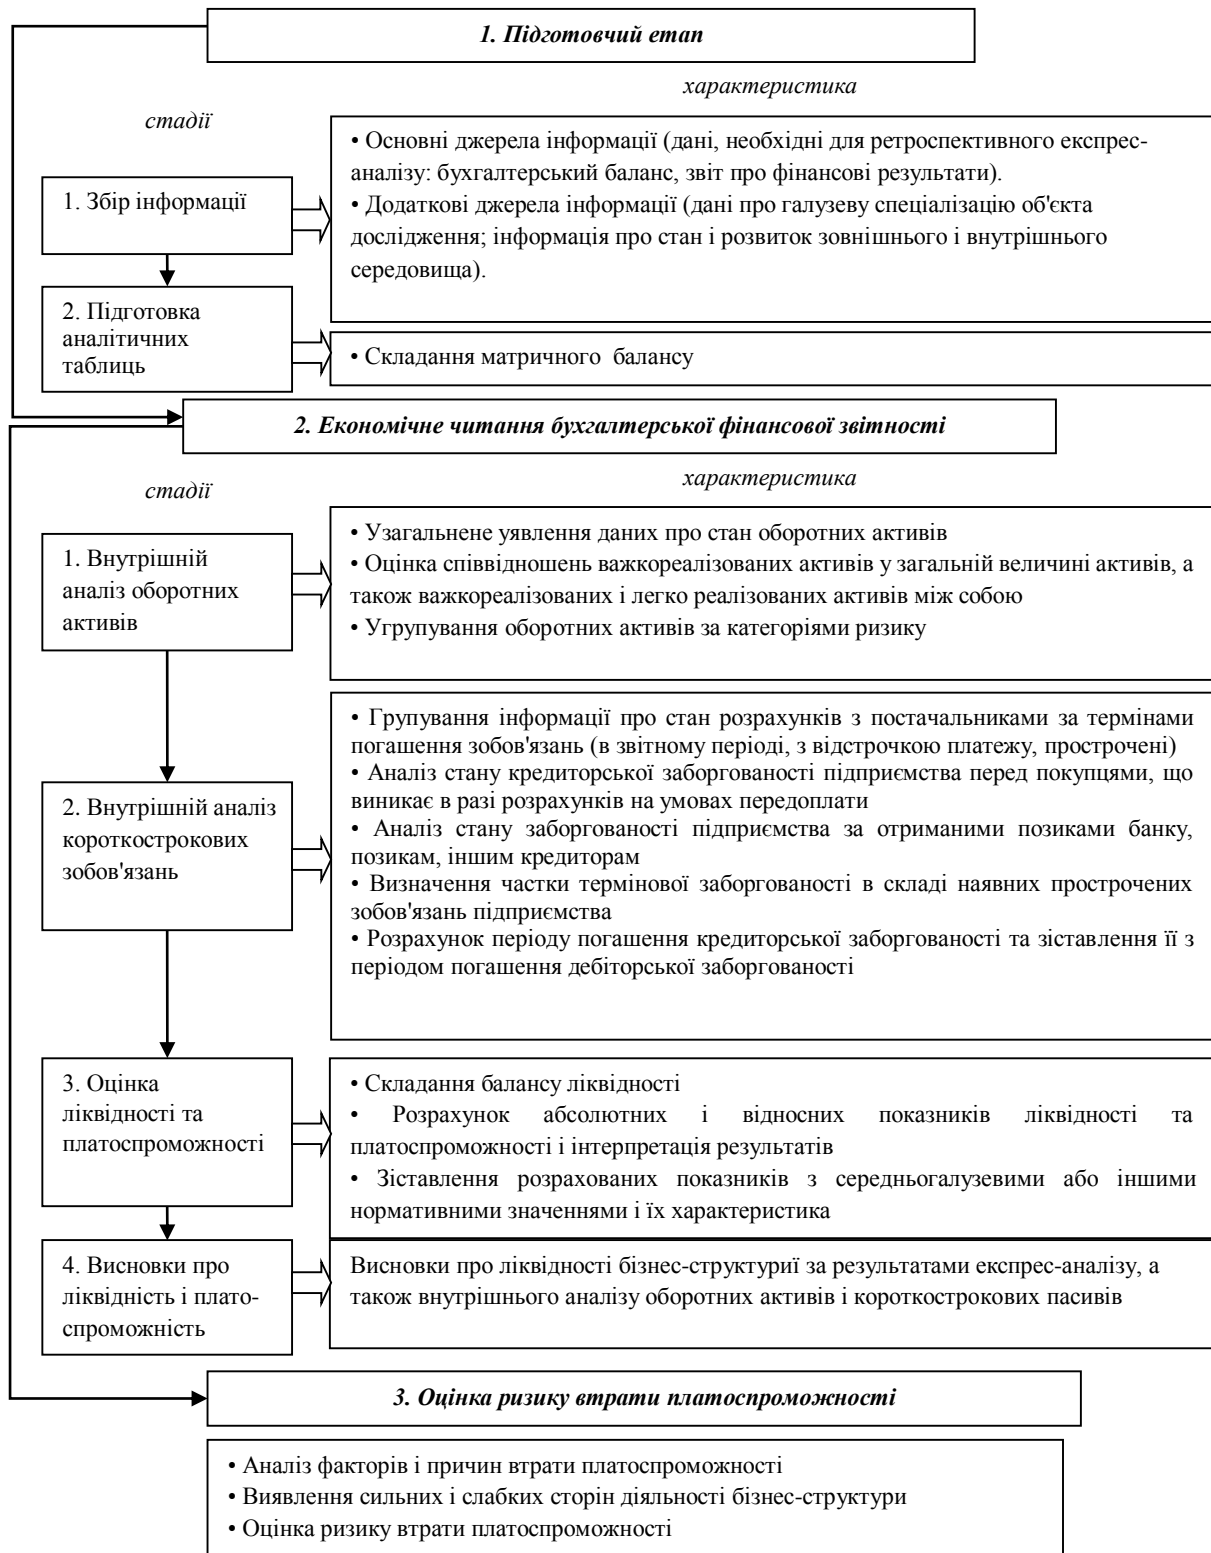 1. Підготовчий етап
характеристика
стадії
1. Збір інформації
• Основні джерела інформації (дані, необхідні для ретроспективного експрес-
аналізу: бухгалтерський баланс, звіт про фінансові результати).
• Додаткові джерела інформації (дані про галузеву спеціалізацію об'єкта
дослідження; інформація про стан і розвиток зовнішнього і внутрішнього
середовища).
2. Підготовка
аналітичних
таблиць
• Складання матричного балансу
2. Економічне читання бухгалтерської фінансової звітності
характеристика
стадії
1. Внутрішній
аналіз оборотних
активів
• Узагальнене уявлення даних про стан оборотних активів
• Оцінка співвідношень важкореалізованих активів у загальній величині активів, а
також важкореалізованих і легко реалізованих активів між собою
• Угрупування оборотних активів за категоріями ризику
2. Внутрішній аналіз
короткострокових
зобов'язань
• Групування інформації про стан розрахунків з постачальниками за термінами
погашення зобов'язань (в звітному періоді, з відстрочкою платежу, прострочені)
• Аналіз стану кредиторської заборгованості підприємства перед покупцями, що
виникає в разі розрахунків на умовах передоплати
• Аналіз стану заборгованості підприємства за отриманими позиками банку,
позикам, іншим кредиторам
• Визначення частки термінової заборгованості в складі наявних прострочених
зобов'язань підприємства
• Розрахунок періоду погашення кредиторської заборгованості та зіставлення її з
періодом погашення дебіторської заборгованості
3. Оцінка
ліквідності та
платоспроможності
• Складання балансу ліквідності
• Розрахунок абсолютних і відносних показників ліквідності та
платоспроможності і інтерпретація результатів
• Зіставлення розрахованих показників з середньогалузевими або іншими
нормативними значеннями і їх характеристика
4. Висновки про
ліквідність і плато-
спроможність
Висновки про ліквідності бізнес-структуриї за результатами експрес-аналізу, а
також внутрішнього аналізу оборотних активів і короткострокових пасивів
3. Оцінка ризику втрати платоспроможності
• Аналіз факторів і причин втрати платоспроможності
• Виявлення сильних і слабких сторін діяльності бізнес-структури
• Оцінка ризику втрати платоспроможності